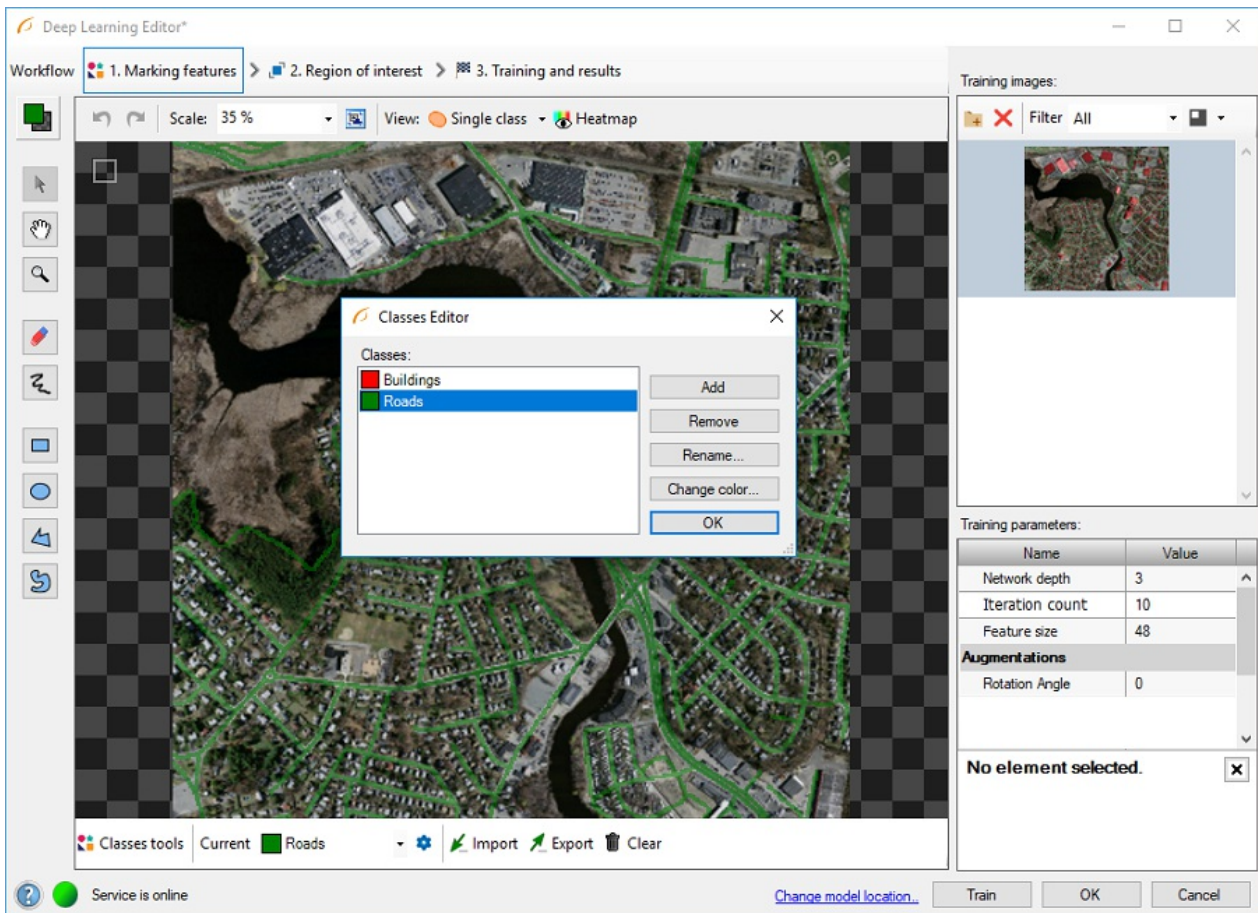 Deep Learning Editor*
Workflow 1. Marking features 2. Region of interest 3. Training and results
Scale: 35 % View: Single class Heatmap
Classes Editor
Classes:
Buildings
Roads
Add
Remove
Rename...
Change color...
OK
Classes tools Current Roads Import Export Clear
Training images:
Filter All
Training parameters:
Name Value
Network depth 3
Iteration count 10
Feature size 48
Augmentations
Rotation Angle 0
No element selected.
Service is online
Change model location..
Train OK Cancel